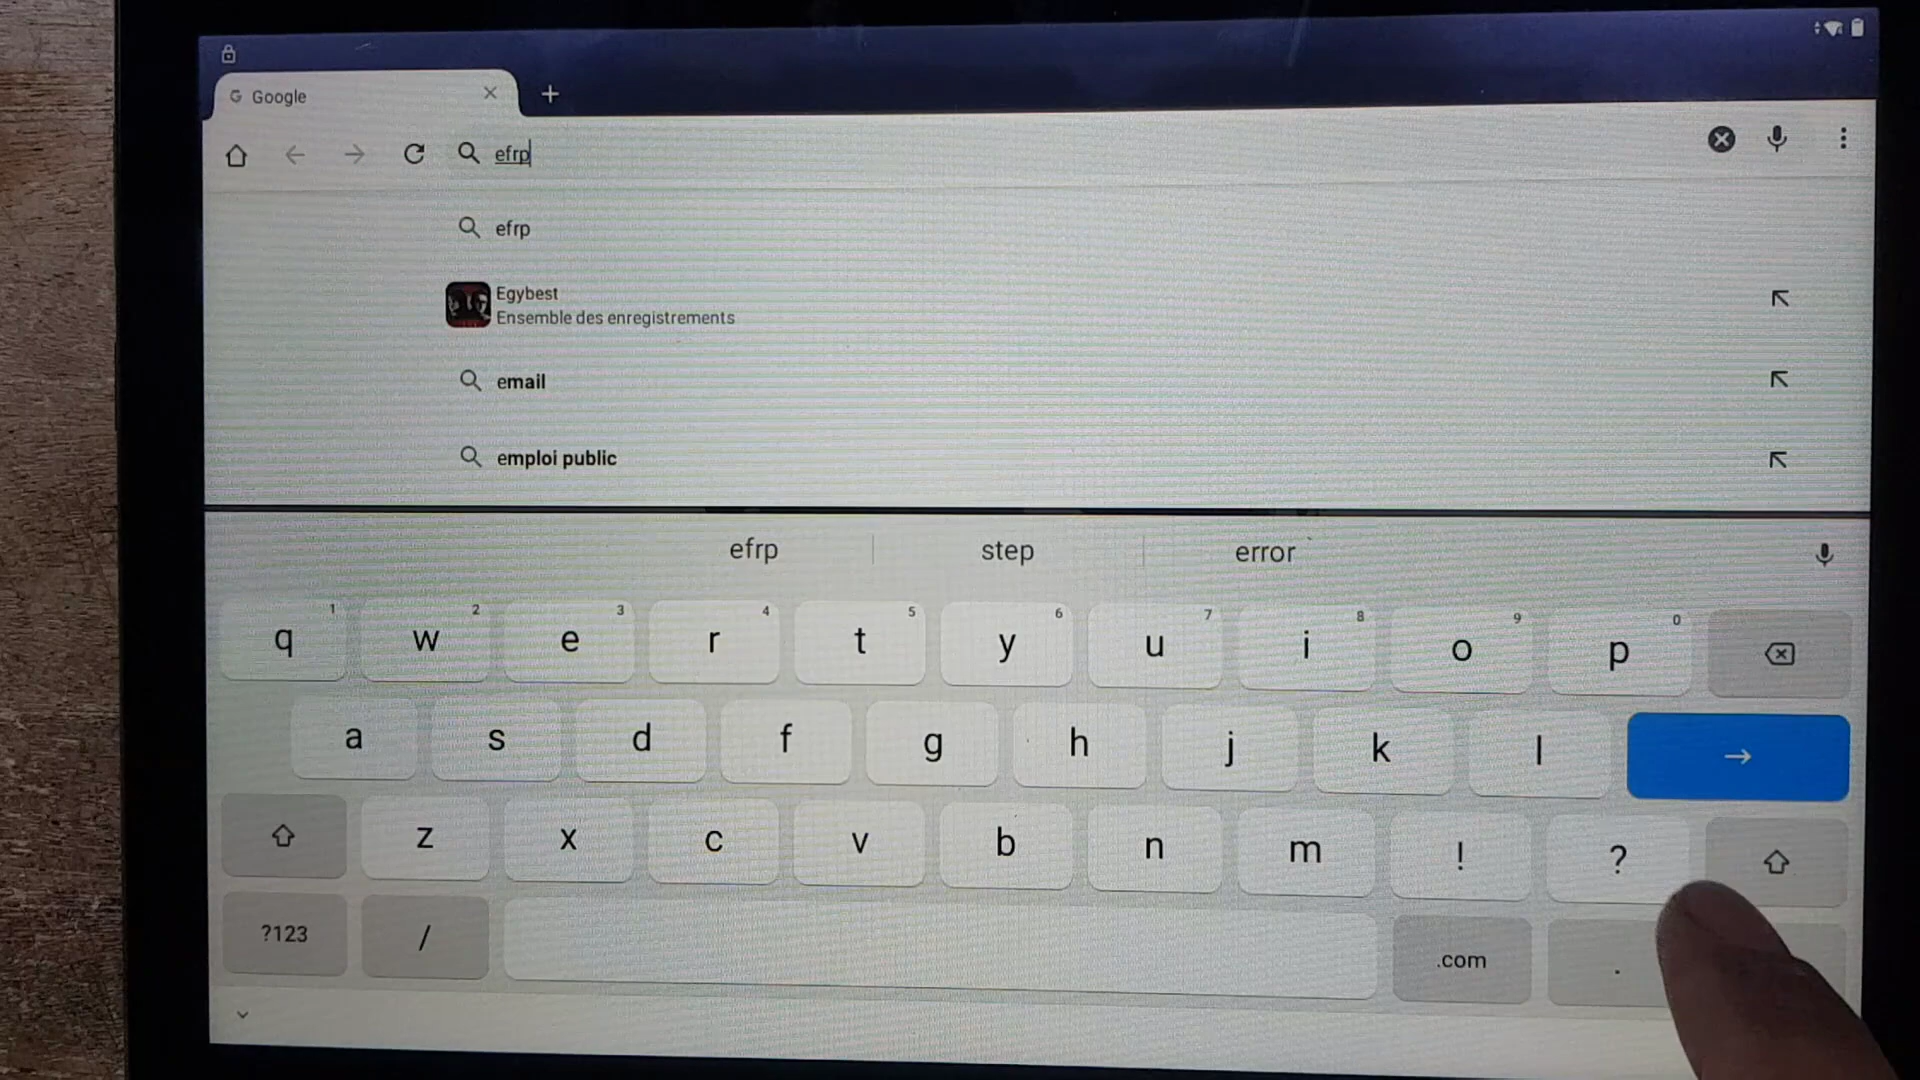 Google
efrp
efrp
Egybest
Ensemble des enregistrements
email
emploi public
efrp step error
1 2 3 4 5 6 7 8 9 0
q w e r t y u i o p
a s d f g h j k l
z x c v b n m ! ?
?123 / .com .